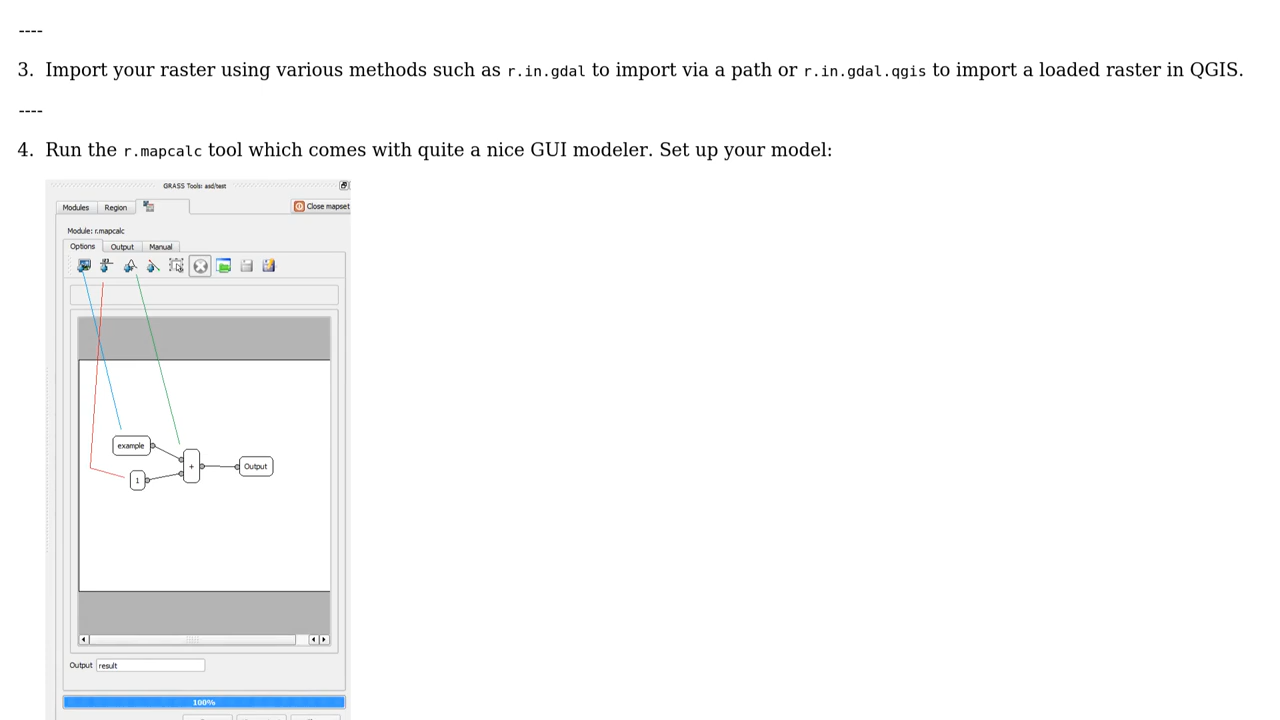 ----
3. Import your raster using various methods such as r.in.gdal to import via a path or r.in.gdal.qgis to import a loaded raster in QGIS.
----
4. Run the r.mapcalc tool which comes with quite a nice GUI modeler. Set up your model:
GRASS Tools: asd/test
Modules Region Close mapset
Module: r.mapcalc
Options Output Manual
example
+ Output
1
Output result
100%